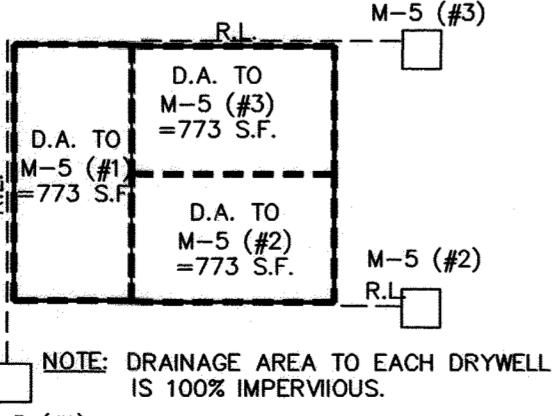 M-5 (#3)
R.L.
D.A. TO
M-5 (#3)
=773 S.F.
D.A. TO
M-5 (#1)
=773 S.F
D.A. TO
M-5 (#2)
=773 S.F.
M-5 (#2)
R.L
NOTE: DRAINAGE AREA TO EACH DRYWELL
IS 100% IMPERVIIOUS.